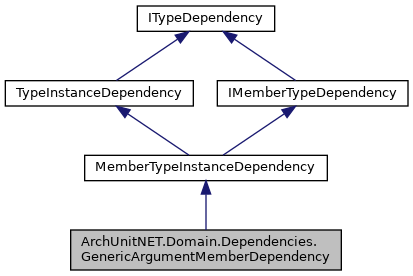 ITypeDependency
TypeInstanceDependency
IMemberTypeDependency
MemberTypeInstanceDependency
ArchUnitNET.Domain.Dependencies.
GenericArgumentMemberDependency